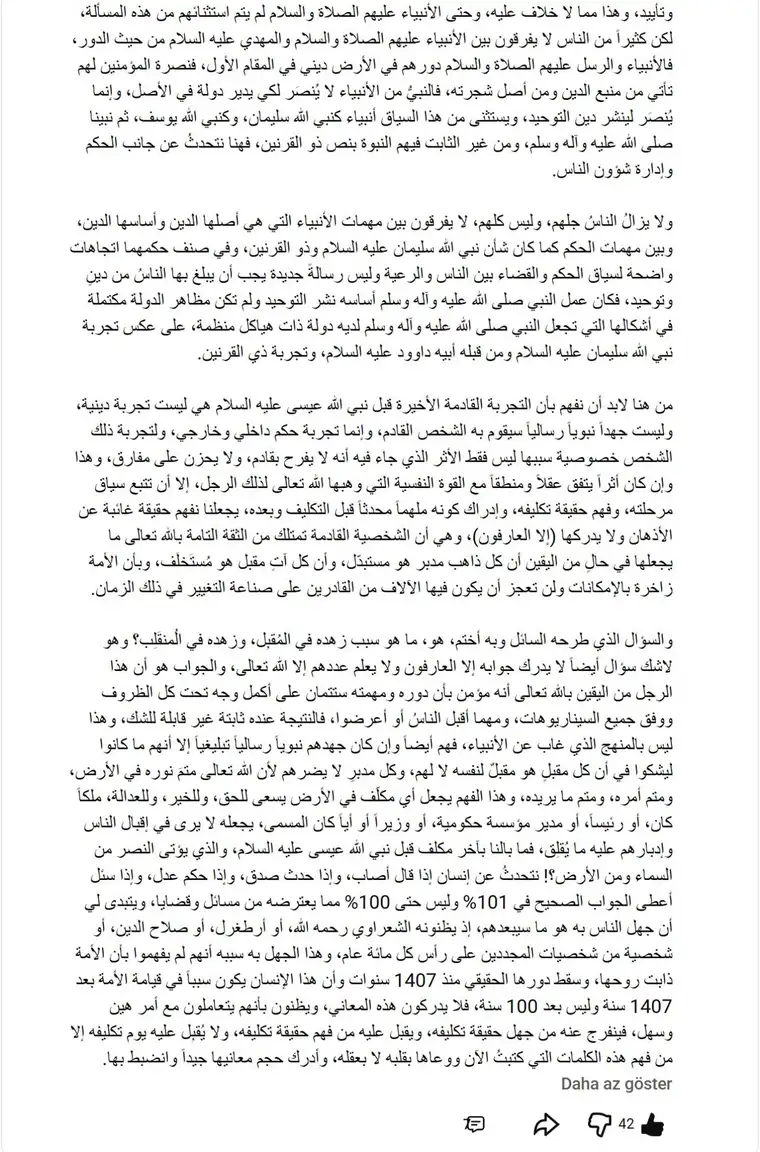 وتأييد، وهذا مما لا خلاف عليه، وحتى الأنبياء عليهم الصلاة والسلام لم يتم استثنائهم من هذه المسألة،
لكن كثيراً من الناس لا يفرقون بين الأنبياء عليهم الصلاة والسلام والمهدي عليه السلام من حيث الدور،
فالأنبياء والرسل عليهم الصلاة والسلام دورهم في الأرض ديني في المقام الأول، فنصرة المؤمنين لهم
تأتي من منبع الدين ومن أصل شجرته، فالنبيُّ من الأنبياء لا يُنصَر لكي يدير دولة في الأصل، وإنما
يُنصَر لينشر دين التوحيد، ويستثنى من هذا السياق أنبياء كنبي الله سليمان، وكنبي الله يوسف، ثم نبينا
صلى الله عليه وآله وسلم، ومن غير الثابت فيهم النبوة بنص ذو القرنين، فهنا نتحدثُ عن جانب الحكم
وإدارة شؤون الناس.
ولا يزالُ الناسُ جلهم، وليس كلهم، لا يفرقون بين مهمات الأنبياء التي هي أصلها الدين وأساسها الدين،
وبين مهمات الحكم كما كان شأن نبي الله سليمان عليه السلام وذو القرنين، وفي صنف حكمهما اتجاهات
واضحة لسياق الحكم والقضاء بين الناس والرعية وليس رسالةً جديدة يجب أن يبلغ بها الناسُ من دينٍ
وتوحيد، فكان عمل النبي صلى الله عليه وآله وسلم أساسه نشر التوحيد ولم تكن مظاهر الدولة مكتملة
في أشكالها التي تجعل النبي صلى الله عليه وآله وسلم لديه دولة ذات هياكل منظمة، على عكس تجربة
نبي الله سليمان عليه السلام ومن قبله أبيه داوود عليه السلام، وتجربة ذي القرنين.
من هنا لابد أن نفهم بأن التجربة القادمة الأخيرة قبل نبي الله عيسى عليه السلام هي ليست تجربة دينية،
وليست جهداً نبوياً رسالياً سيقوم به الشخص القادم، وإنما تجربة حكم داخلي وخارجي، ولتجربة ذلك
الشخص خصوصية سببها ليس فقط الأثر الذي جاء فيه أنه لا يفرح بقادم، ولا يحزن على مفارق، وهذا
وإن كان أثراً يتفق عقلاً ومنطقاً مع القوة النفسية التي وهبها الله تعالى لذلك الرجل، إلا أن تتبع سياق
مرحلته، وفهم حقيقة تكليفه، وإدراك كونه ملهماً محدثاً قبل التكليف وبعده، يجعلنا نفهم حقيقة غائبة عن
الأذهان ولا يدركها (إلا العارفون)، وهي أن الشخصية القادمة تمتلك من الثقة التامة بالله تعالى ما
يجعلها في حالٍ من اليقين أن كل ذاهب مدبر هو مستبدَل، وأن كل آتٍ مقبل هو مُستَخلَف، وبأن الأمة
زاخرة بالإمكانات ولن تعجز أن يكون فيها الآلاف من القادرين على صناعة التغيير في ذلك الزمان.
والسؤال الذي طرحه السائل وبه أختم، هو، ما هو سبب زهده في المُقبل، وزهده في الْمنقَلِب؟ وهو
لاشك سؤال أيضاً لا يدرك جوابه إلا العارفون ولا يعلم عددهم إلا الله تعالى، والجواب هو أن هذا
الرجل من اليقين بالله تعالى أنه مؤمن بأن دوره ومهمته ستتمان على أكمل وجه تحت كل الظروف
ووفق جميع السيناريوهات، ومهما أقبل الناسُ أو أعرضوا، فالنتيجة عنده ثابتة غير قابلة للشك، وهذا
ليس بالمنهج الذي غاب عن الأنبياء، فهم أيضاً وإن كان جهدهم نبوياً رسالياً تبليغياً إلا أنهم ما كانوا
ليشكوا في أن كل مقبلٍ هو مقبلٌ لنفسه لا لهم، وكل مدبرٍ لا يضرهم لأن الله تعالى متمَ نوره في الأرض،
ومتم أمره، ومتم ما يريده، وهذا الفهم يجعل أي مكلّف في الأرض يسعى للحق، وللخير، وللعدالة، ملكاً
كان، أو رئيساً، أو مدير مؤسسة حكومية، أو وزيراً أو أياً كان المسمى، يجعله لا يرى في إقبال الناس
وإدبارهم عليه ما يُقلِق، فما بالنا بآخر مكلف قبل نبي الله عيسى عليه السلام، والذي يؤتى النصر من
السماء ومن الأرض؟! نتحدثُ عن إنسان إذا قال أصاب، وإذا حدث صدق، وإذا حكم عدل، وإذا سئل
أعطى الجواب الصحيح في 101% وليس حتى 100% مما يعترضه من مسائل وقضايا، ويتبدى لي
أن جهل الناس به هو ما سيبعدهم، إذ يظنونه الشعراوي رحمه الله، أو أرطغرل، أو صلاح الدين، أو
شخصية من شخصيات المجددين على رأس كل مائة عام، وهذا الجهل به سببه أنهم لم يفهموا بأن الأمة
ذابت روحها، وسقط دورها الحقيقي منذ 1407 سنوات وأن هذا الإنسان يكون سبباً في قيامة الأمة بعد
1407 سنة وليس بعد 100 سنة، فلا يدركون هذه المعاني، ويظنون بأنهم يتعاملون مع أمر هين
وسهل، فينفرج عنه من جهل حقيقة تكليفه، ويقبل عليه من فهم حقيقة تكليفه، ولا يُقبل عليه يوم تكليفه إلا
من فهم هذه الكلمات التي كتبتُ الآن ووعاها بقلبه لا بعقله، وأدرك حجم معانيها جيداً وانضبط بها.
Daha az göster
42